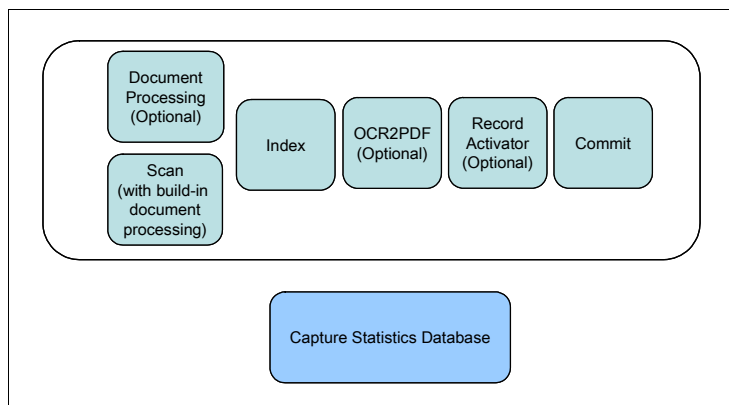 Document
Processing
(Optional)
Scan
(with build-in
document
processing)
Index
OCR2PDF
(Optional)
Record
Activator
(Optional)
Commit
Capture Statistics Database